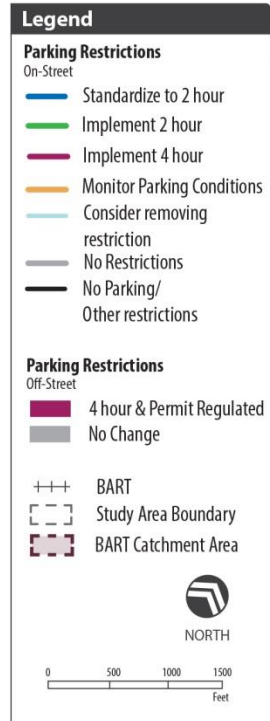 Legend
Parking Restrictions
On-Street
Standardize to 2 hour
Implement 2 hour
Implement 4 hour
Monitor Parking Conditions
Consider removing
restriction
No Restrictions
No Parking/
Other restrictions
Parking Restrictions
Off-Street
4 hour & Permit Regulated
No Change
BART
Study Area Boundary
BART Catchment Area
NORTH
0 500 1000 1500
Feet